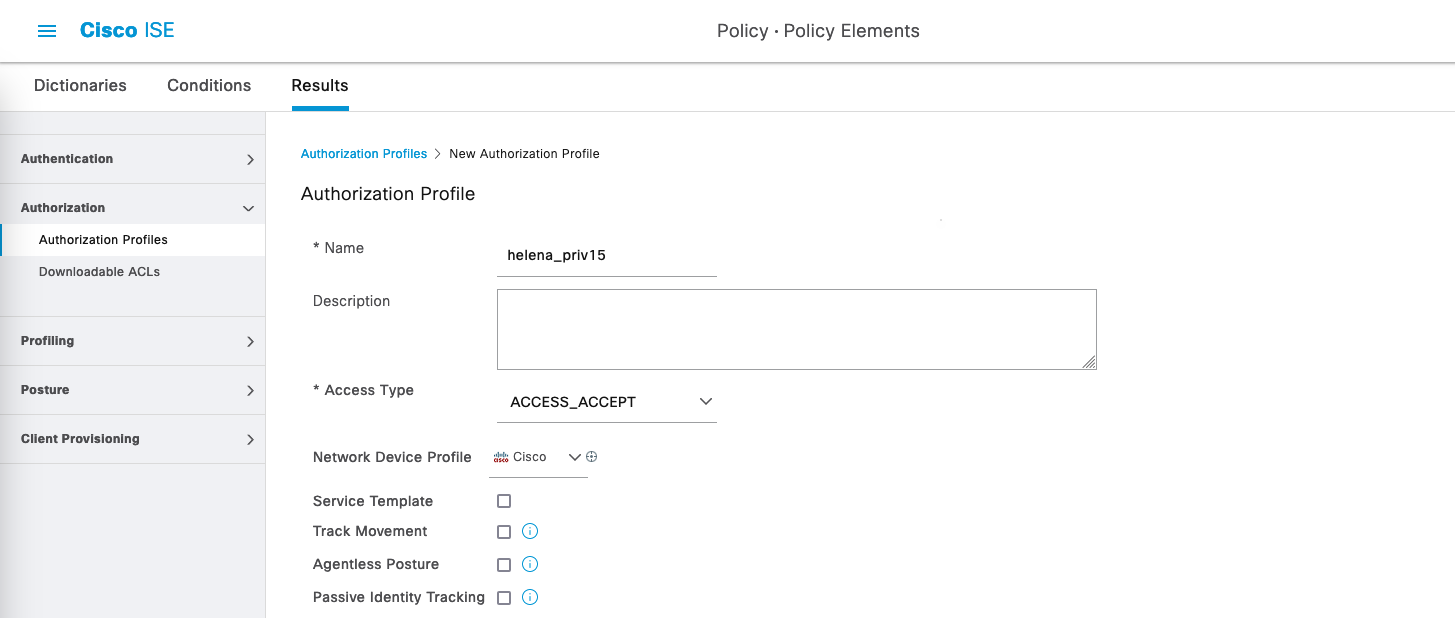 Cisco ISE
Policy · Policy Elements
Dictionaries Conditions Results
Authentication
Authorization
Authorization Profiles
Downloadable ACLs
Profiling
Posture
Client Provisioning
Authorization Profiles > New Authorization Profile
Authorization Profile
* Name helena_priv15
Description
* Access Type ACCESS_ACCEPT
Network Device Profile Cisco
Service Template
Track Movement
Agentless Posture
Passive Identity Tracking